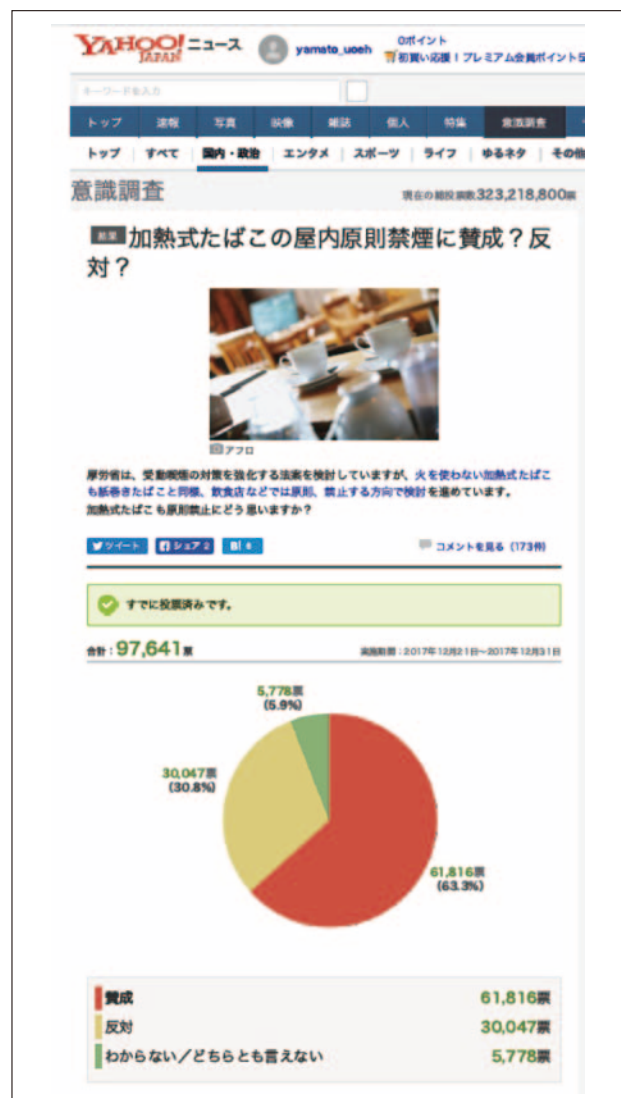 YAHOO! ニュース
JAPAN
yamato_uoeh
0ポイント
初買い応援！プレミアム会員ポイント5
キーワードを入力
トップ 速報 写真 映像 雑誌 個人 特集 意識調査
トップ すべて 国内・政治 エンタメ スポーツ ライフ ゆるネタ その他
意識調査
現在の総投票数323,218,800票
結果 加熱式たばこの屋内原則禁煙に賛成？反
対？
アフロ
厚労省は、受動喫煙の対策を強化する法案を検討していますが、火を使わない加熱式たばこ
も紙巻きたばこと同様、飲食店などでは原則、禁止する方向で検討を進めています。
加熱式たばこも原則禁止にどう思いますか？
ツイート シェア 2 B! 6
コメントを見る（173件）
すでに投票済みです。
合計：97,641票
実施期間：2017年12月21日～2017年12月31日
5,778票
(5.9%)
30,047票
(30.8%)
61,816票
(63.3%)
賛成 61,816票
反対 30,047票
わからない／どちらとも言えない 5,778票